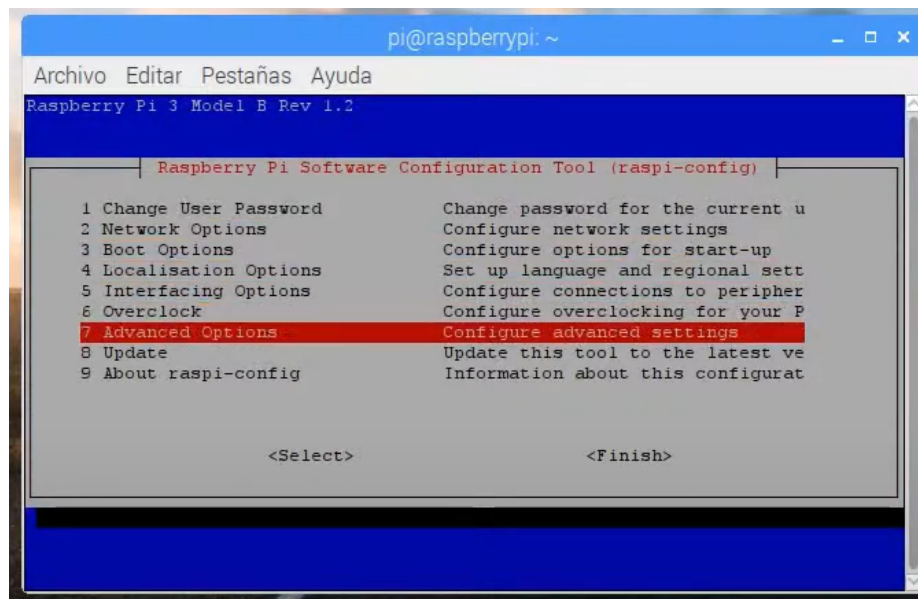 pi@raspberrypi: ~
Archivo Editar Pestañas Ayuda
Raspberry Pi 3 Model B Rev 1.2
Raspberry Pi Software Configuration Tool (raspi-config)
1 Change User Password Change password for the current u
2 Network Options Configure network settings
3 Boot Options Configure options for start-up
4 Localisation Options Set up language and regional sett
5 Interfacing Options Configure connections to peripher
6 Overclock Configure overclocking for your P
7 Advanced Options Configure advanced settings
8 Update Update this tool to the latest ve
9 About raspi-config Information about this configurat
<Select> <Finish>